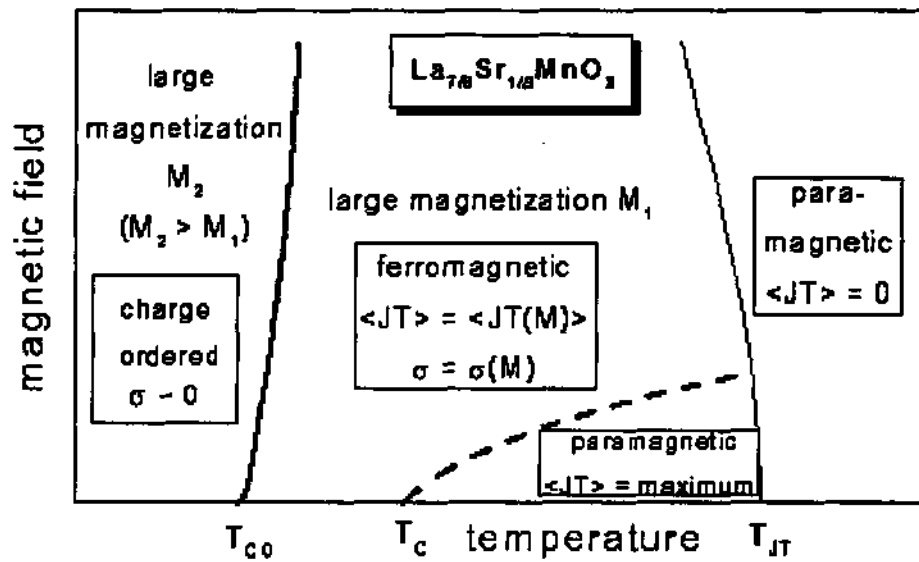 La7/8Sr1/8MnO3
large
magnetization
M2
(M2 > M1)
charge
ordered
σ ~ 0
large magnetization M1
ferromagnetic
<JT> = <JT(M)>
σ = σ(M)
para-
magnetic
<JT> = 0
paramagnetic
<JT> = maximum
magnetic field
TCO
TC
temperature
TJT